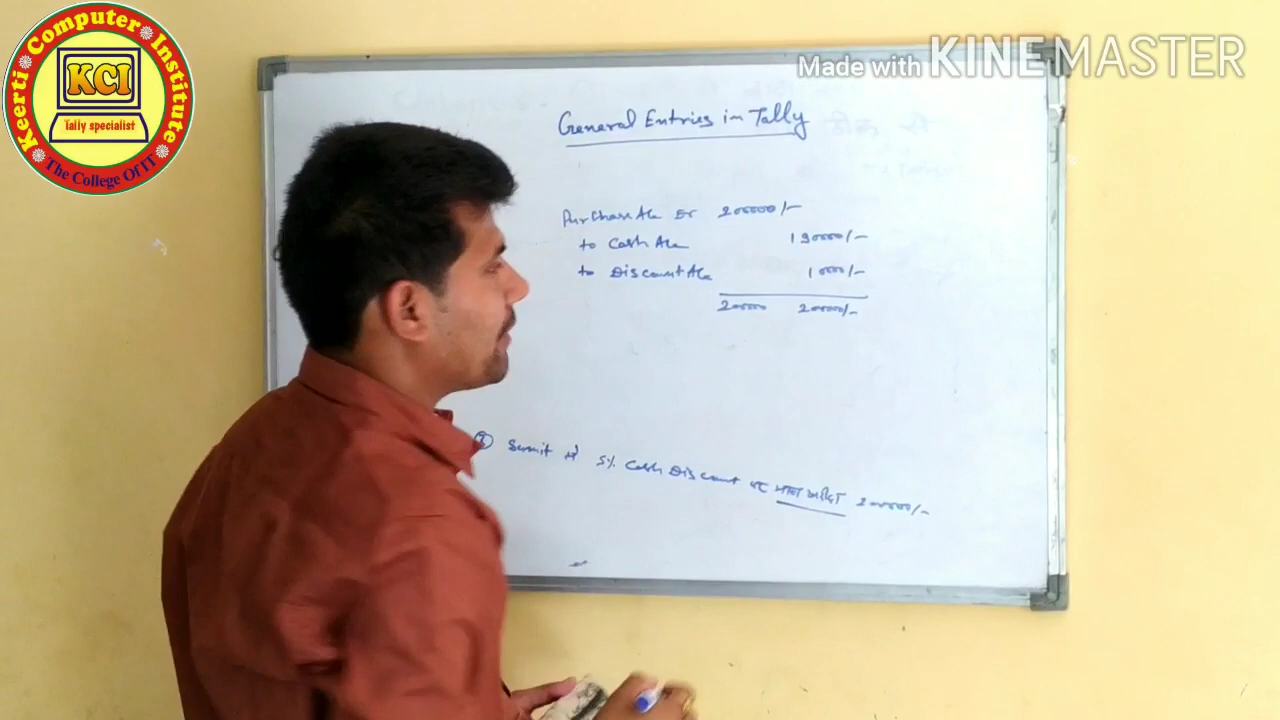 Keerti Computer Institute
KCI
Tally specialist
The College Of IT
Made with KINEMASTER
General Entries in Tally
Purchase A/c Dr 200000/-
to Cash A/c 190000/-
to Discount A/c 10000/-
200000 200000/-
Sumit से 5% Cash Discount पर माल खरीदा 200000/-